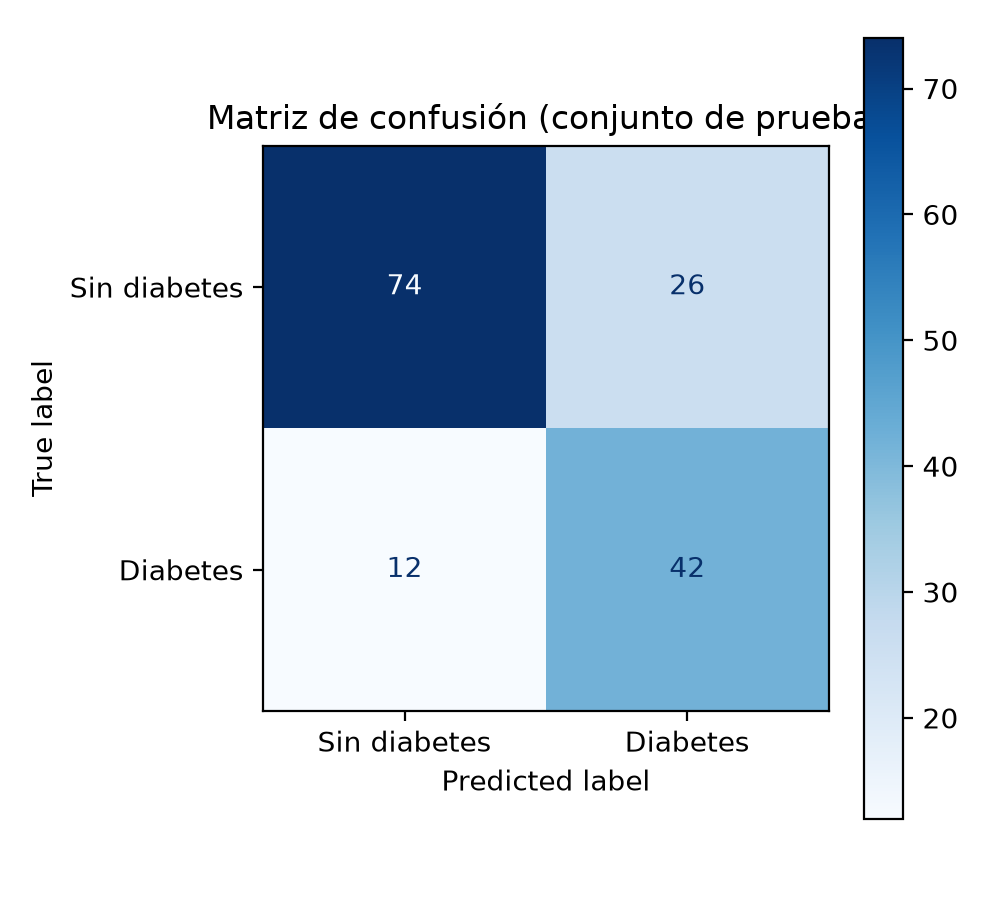 Matriz de confusión (conjunto de prueba
70
60
50
40
30
20
True label
Sin diabetes
74
26
Diabetes
12
42
Sin diabetes
Diabetes
Predicted label